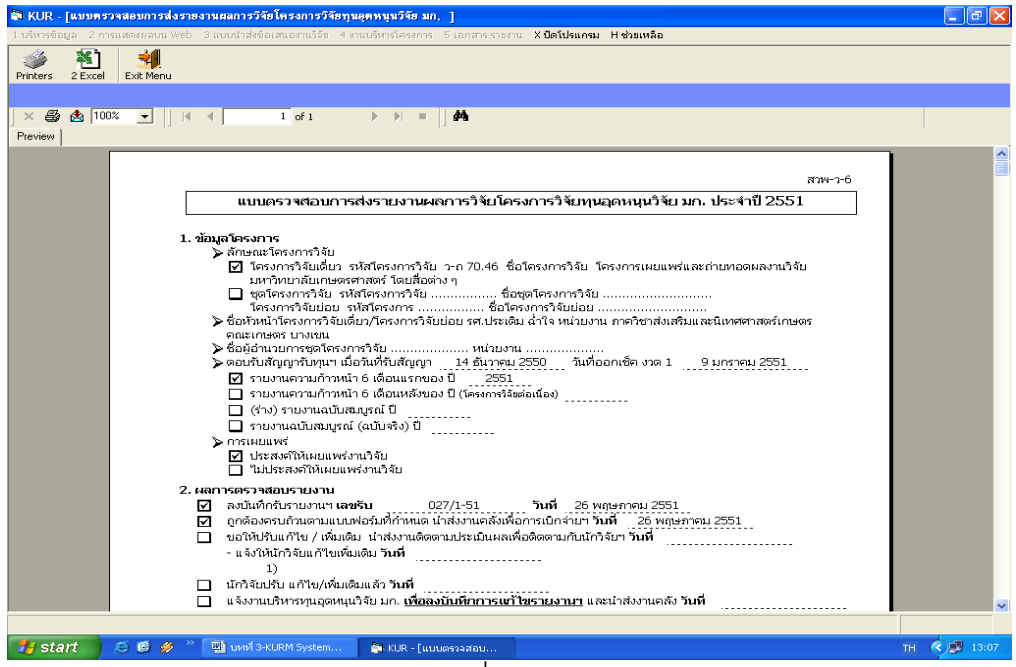 KUR - [แบบตรวจสอบการส่งรายงานผลการวิจัยโครงการวิจัยทุนอุดหนุนวิจัย มก. ]
1 บริหารข้อมูล 2 การแสดงผลบน Web 3 แบบนำส่งข้อเสนองานวิจัย 4 งานบริหารโครงการ 5 เอกสาร รายงาน X ปิดโปรแกรม H ช่วยเหลือ
Printers 2 Excel Exit Menu
100% 1 of 1
Preview
สวพ-ว-6
แบบตรวจสอบการส่งรายงานผลการวิจัยโครงการวิจัยทุนอุดหนุนวิจัย มก. ประจำปี 2551
1. ข้อมูลโครงการ
ลักษณะโครงการวิจัย
โครงการวิจัยเดี่ยว รหัสโครงการวิจัย ว-ถ 70.46 ชื่อโครงการวิจัย โครงการเผยแพร่และถ่ายทอดผลงานวิจัย
มหาวิทยาลัยเกษตรศาสตร์ โดยสื่อต่าง ๆ
ชุดโครงการวิจัย รหัสโครงการวิจัย ................. ชื่อชุดโครงการวิจัย ............................
โครงการวิจัยย่อย รหัสโครงการ ................. ชื่อโครงการวิจัยย่อย ............................
ชื่อหัวหน้าโครงการวิจัยเดี่ยว/โครงการวิจัยย่อย รศ.ประเดิม ฉ่ำใจ หน่วยงาน ภาควิชาส่งเสริมและนิเทศศาสตร์เกษตร
คณะเกษตร บางเขน
ชื่อผู้อำนวยการชุดโครงการวิจัย .................... หน่วยงาน ....................
ตอบรับสัญญารับทุนฯ เมื่อวันที่รับสัญญา 14 ธันวาคม 2550 วันที่ออกเช็ค งวด 1 9 มกราคม 2551
รายงานความก้าวหน้า 6 เดือนแรกของ ปี 2551
รายงานความก้าวหน้า 6 เดือนหลังของ ปี (โครงการวิจัยต่อเนื่อง)
(ร่าง) รายงานฉบับสมบูรณ์ ปี
รายงานฉบับสมบูรณ์ (ฉบับจริง) ปี
การเผยแพร่
ประสงค์ให้เผยแพร่งานวิจัย
ไม่ประสงค์ให้เผยแพร่งานวิจัย
2. ผลการตรวจสอบรายงาน
ลงบันทึกรับรายงานฯ เลขรับ 027/1-51 วันที่ 26 พฤษภาคม 2551
ถูกต้องครบถ้วนตามแบบฟอร์มที่กำหนด นำส่งงานคลังเพื่อการเบิกจ่ายฯ วันที่ 26 พฤษภาคม 2551
ขอให้ปรับแก้ไข / เพิ่มเติม นำส่งงานติดตามประเมินผลเพื่อติดตามกับนักวิจัยฯ วันที่
- แจ้งให้นักวิจัยแก้ไขเพิ่มเติม วันที่
1)
นักวิจัยปรับ แก้ไข/เพิ่มเติมแล้ว วันที่
แจ้งงานบริหารทุนอุดหนุนวิจัย มก. เพื่อลงบันทึกการแก้ไขรายงานฯ และนำส่งงานคลัง วันที่
start บทที่ 3-KURM System... KUR - [แบบตรวจสอบ... TH 13:07